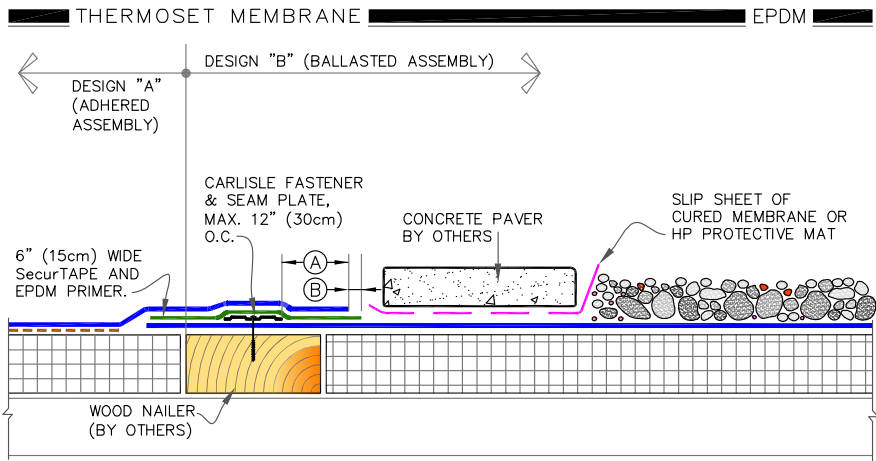 THERMOSET MEMBRANE
EPDM
DESIGN "B" (BALLASTED ASSEMBLY)
DESIGN "A"
(ADHERED
ASSEMBLY)
CARLISLE FASTENER
& SEAM PLATE,
MAX. 12" (30cm)
O.C.
CONCRETE PAVER
BY OTHERS
SLIP SHEET OF
CURED MEMBRANE OR
HP PROTECTIVE MAT
6" (15cm) WIDE
SecurTAPE AND
EPDM PRIMER.
A
B
WOOD NAILER
(BY OTHERS)